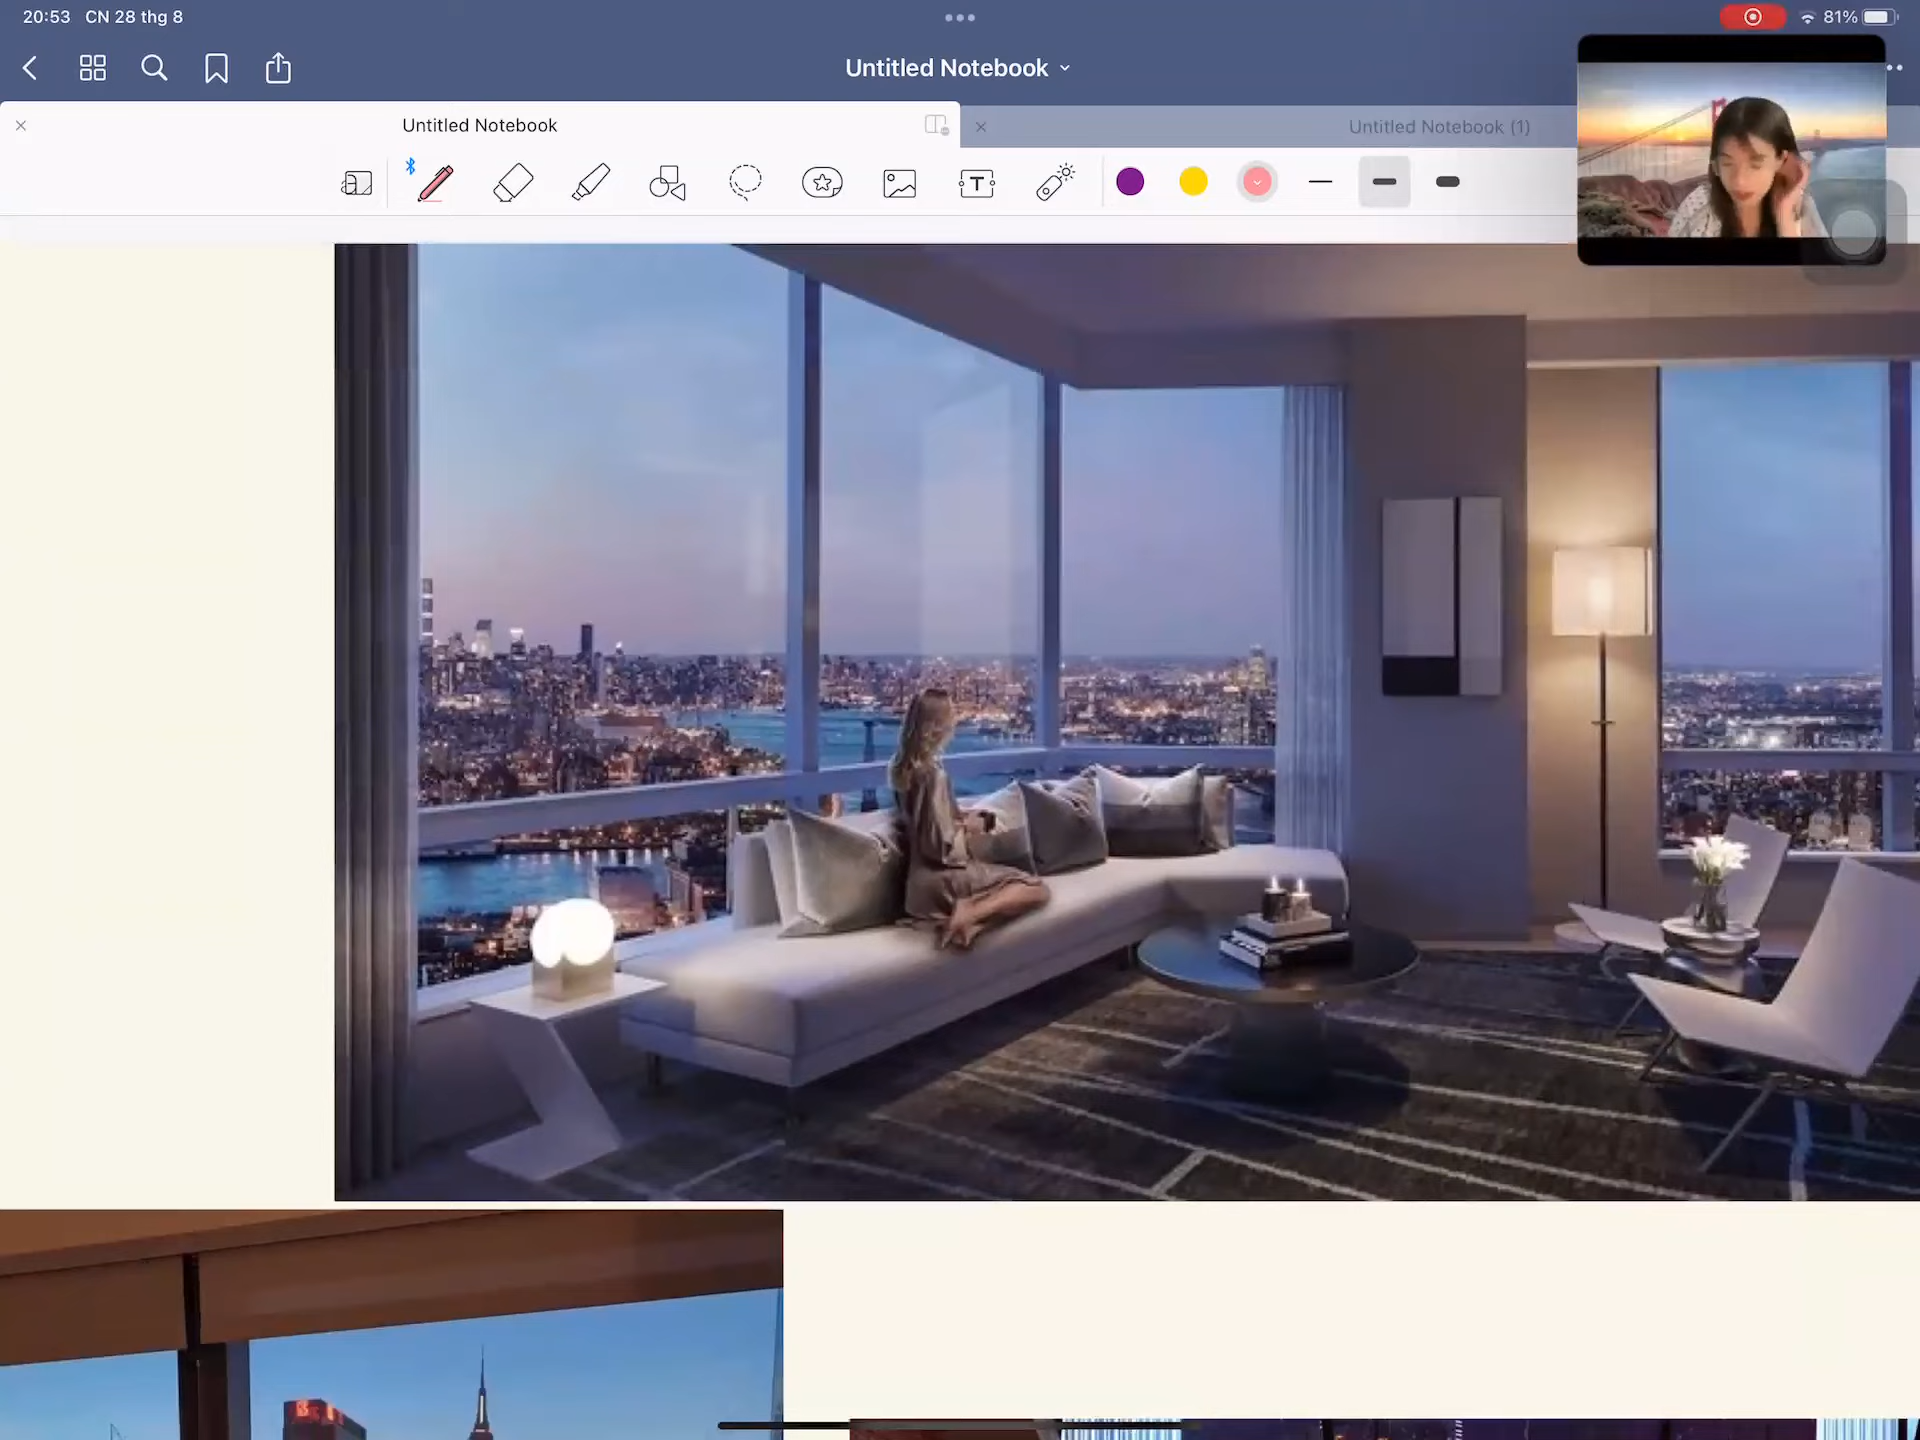 20:53 CN 28 thg 8
81%
Untitled Notebook
Untitled Notebook
Untitled Notebook (1)
T